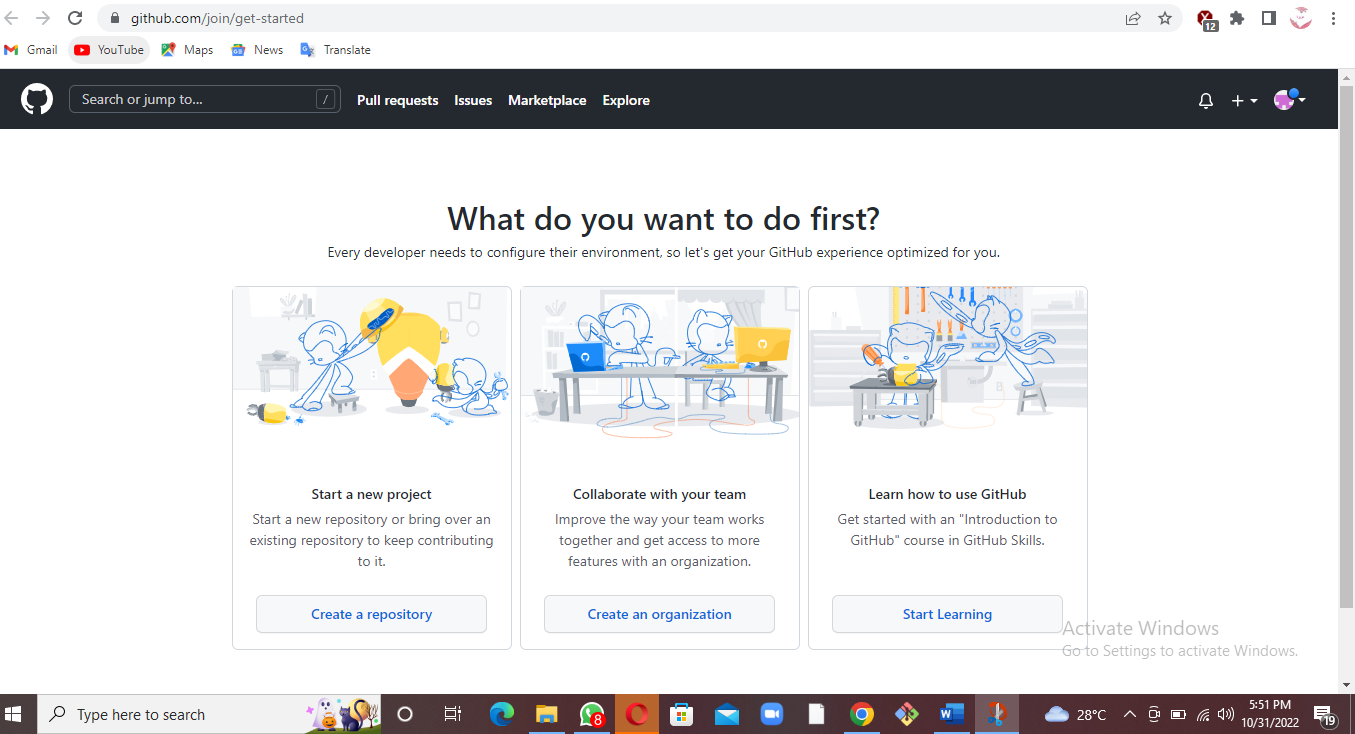 github.com/join/get-started
12
Gmail YouTube Maps News Translate
Search or jump to... / Pull requests Issues Marketplace Explore
What do you want to do first?
Every developer needs to configure their environment, so let's get your GitHub experience optimized for you.
Start a new project
Start a new repository or bring over an
existing repository to keep contributing
to it.
Create a repository
Collaborate with your team
Improve the way your team works
together and get access to more
features with an organization.
Create an organization
Learn how to use GitHub
Get started with an "Introduction to
GitHub" course in GitHub Skills.
Start Learning
Activate Windows
Go to Settings to activate Windows.
Type here to search
8
28°C
5:51 PM
10/31/2022
19